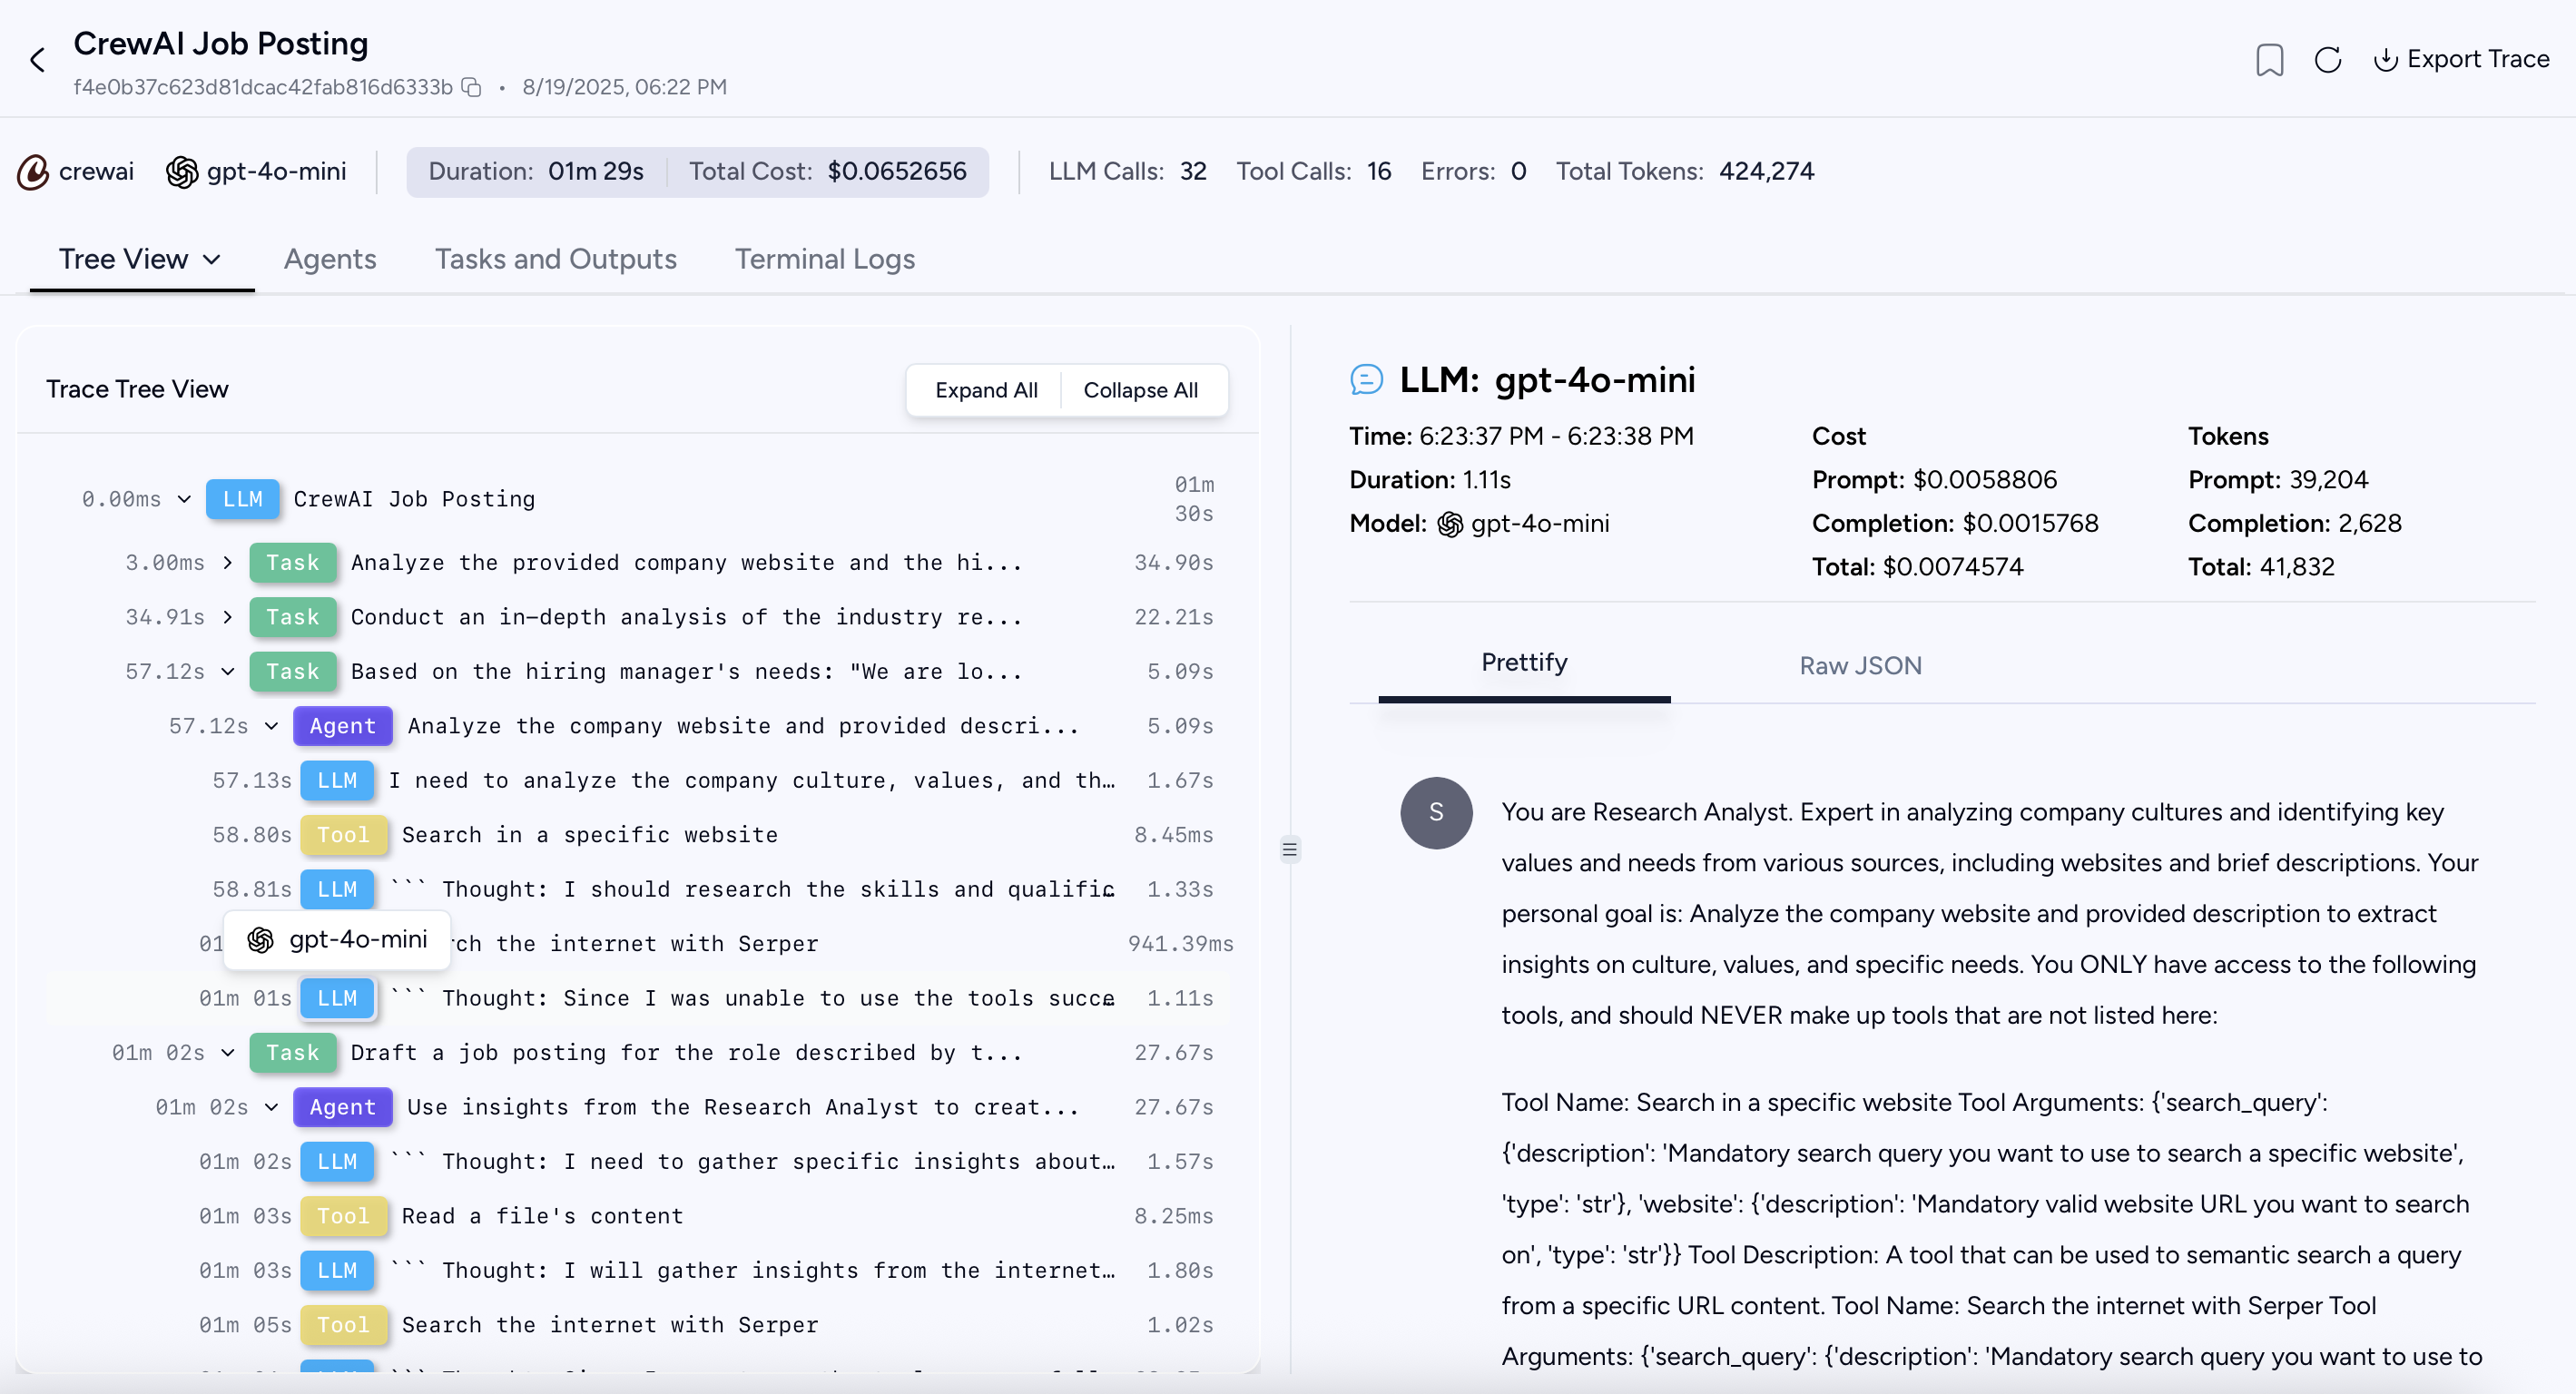 CrewAI Job Posting
f4e0b37c623d81dcac42fab816d6333b • 8/19/2025, 06:22 PM
Export Trace
crewai gpt-4o-mini Duration: 01m 29s Total Cost: $0.0652656 LLM Calls: 32 Tool Calls: 16 Errors: 0 Total Tokens: 424,274
Tree View Agents Tasks and Outputs Terminal Logs
Trace Tree View Expand All Collapse All
0.00ms LLM CrewAI Job Posting 01m 30s
3.00ms Task Analyze the provided company website and the hi... 34.90s
34.91s Task Conduct an in-depth analysis of the industry re... 22.21s
57.12s Task Based on the hiring manager's needs: "We are lo... 5.09s
57.12s Agent Analyze the company website and provided descri... 5.09s
57.13s LLM I need to analyze the company culture, values, and th… 1.67s
58.80s Tool Search in a specific website 8.45ms
58.81s LLM ``` Thought: I should research the skills and qualific… 1.33s
gpt-4o-mini
01 rch the internet with Serper 941.39ms
01m 01s LLM ``` Thought: Since I was unable to use the tools succe… 1.11s
01m 02s Task Draft a job posting for the role described by t... 27.67s
01m 02s Agent Use insights from the Research Analyst to creat... 27.67s
01m 02s LLM ``` Thought: I need to gather specific insights about… 1.57s
01m 03s Tool Read a file's content 8.25ms
01m 03s LLM ``` Thought: I will gather insights from the internet… 1.80s
01m 05s Tool Search the internet with Serper 1.02s
LLM: gpt-4o-mini
Time: 6:23:37 PM - 6:23:38 PM
Duration: 1.11s
Model: gpt-4o-mini
Cost
Prompt: $0.0058806
Completion: $0.0015768
Total: $0.0074574
Tokens
Prompt: 39,204
Completion: 2,628
Total: 41,832
Prettify Raw JSON
S
You are Research Analyst. Expert in analyzing company cultures and identifying key
values and needs from various sources, including websites and brief descriptions. Your
personal goal is: Analyze the company website and provided description to extract
insights on culture, values, and specific needs. You ONLY have access to the following
tools, and should NEVER make up tools that are not listed here:
Tool Name: Search in a specific website Tool Arguments: {'search_query':
{'description': 'Mandatory search query you want to use to search a specific website',
'type': 'str'}, 'website': {'description': 'Mandatory valid website URL you want to search
on', 'type': 'str'}} Tool Description: A tool that can be used to semantic search a query
from a specific URL content. Tool Name: Search the internet with Serper Tool
Arguments: {'search_query': {'description': 'Mandatory search query you want to use to